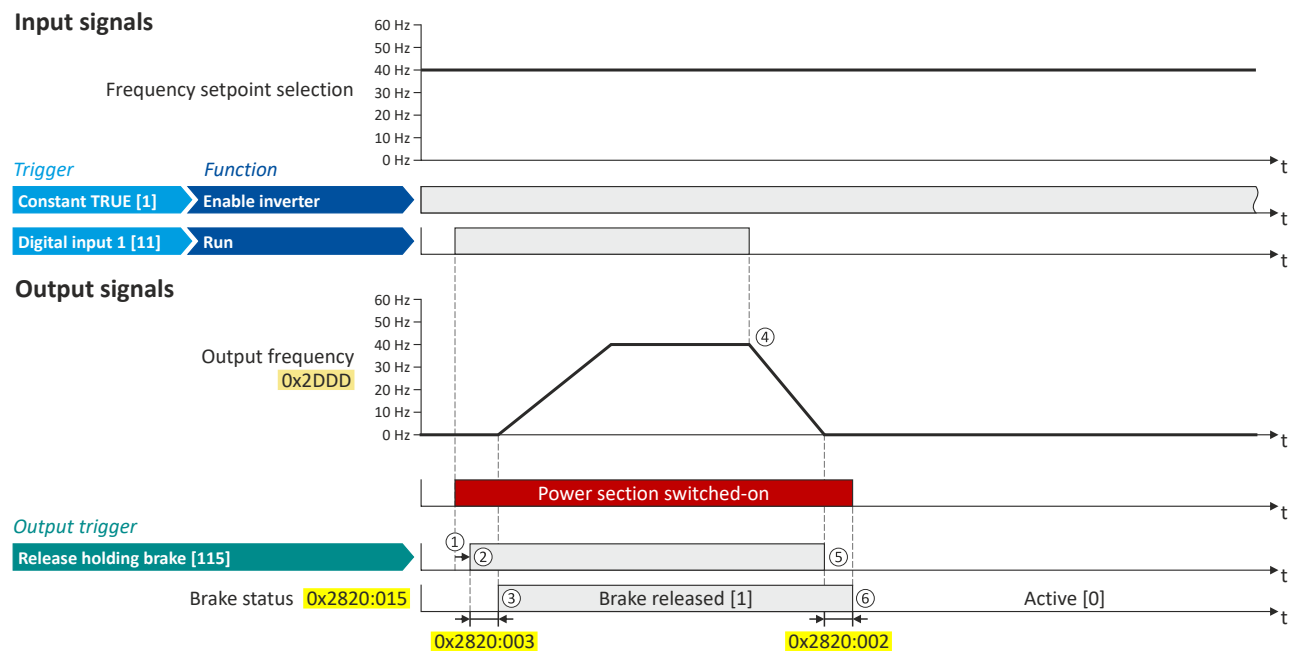 Input signals
60 Hz
50 Hz
40 Hz
30 Hz
20 Hz
10 Hz
0 Hz
Frequency setpoint selection
t
Trigger Function
Constant TRUE [1] Enable inverter
t
Digital input 1 [11] Run
t
Output signals
60 Hz
50 Hz
40 Hz
30 Hz
20 Hz
10 Hz
0 Hz
Output frequency
0x2DDD
④
t
Power section switched-on
t
Output trigger
Release holding brake [115]
① ② ⑤
t
Brake status 0x2820:015
③ Brake released [1] ⑥ Active [0]
t
0x2820:003 0x2820:002